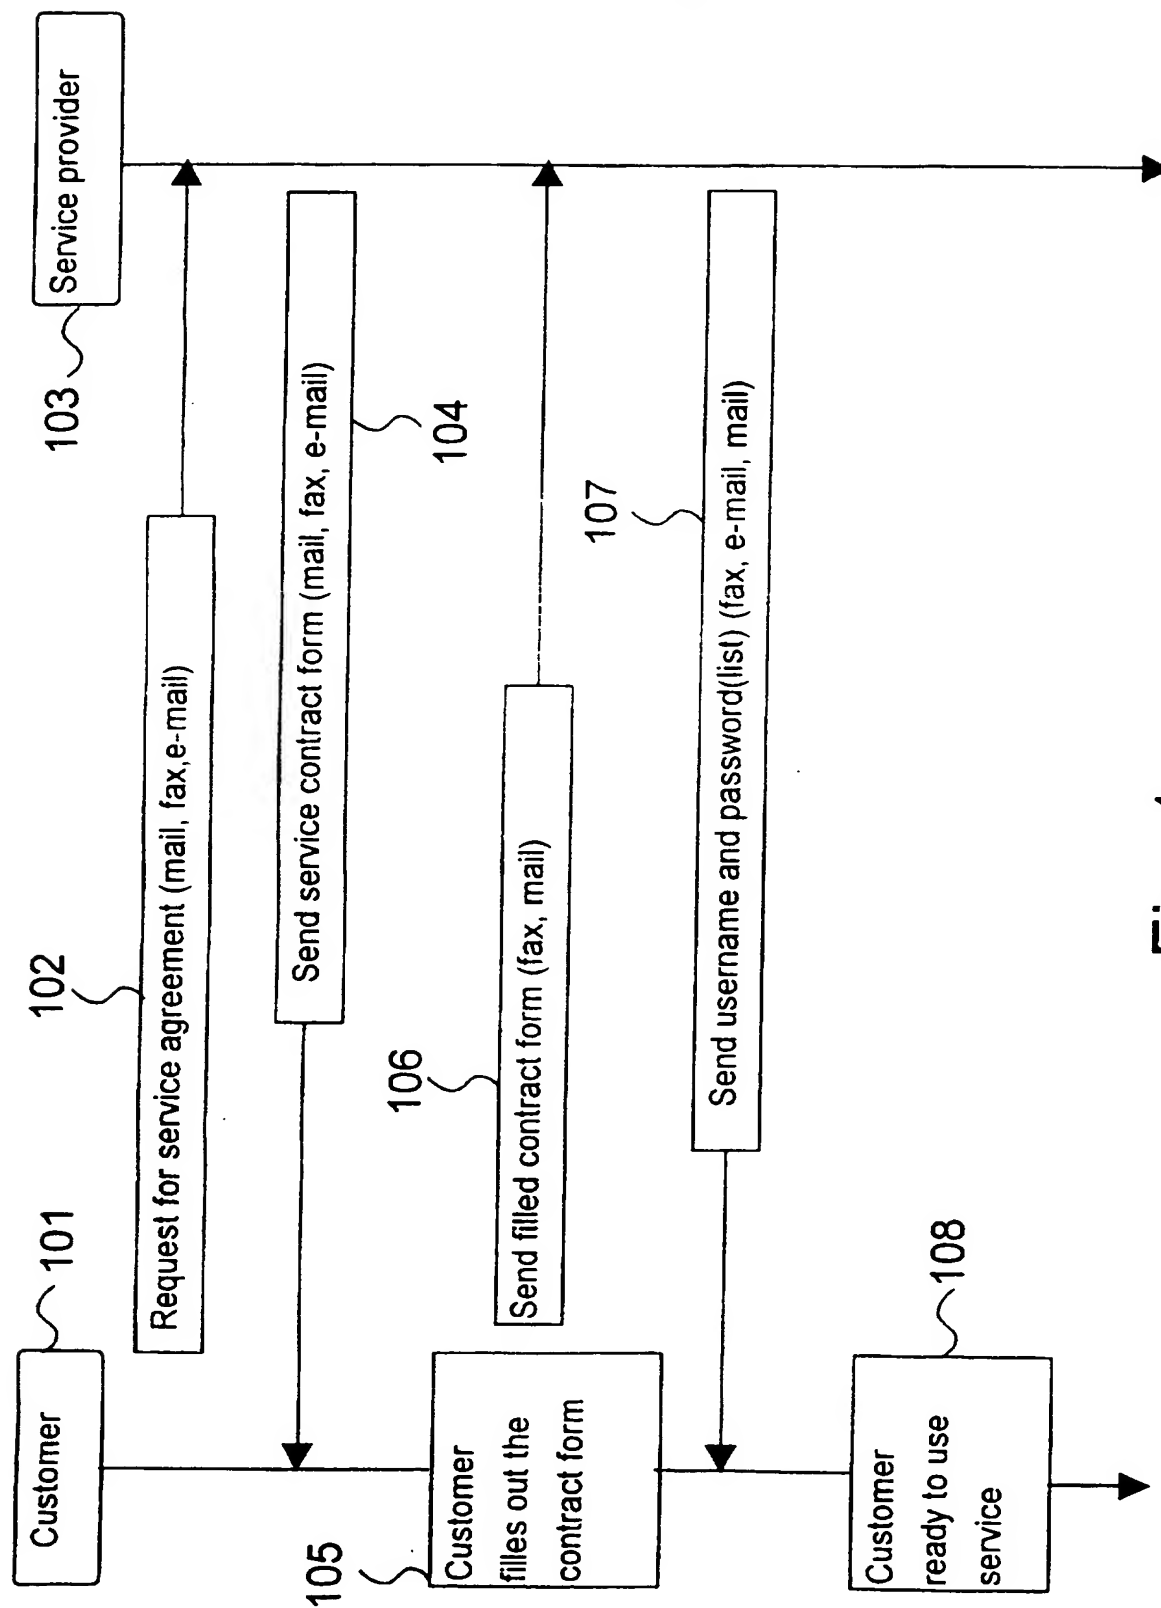 Customer
101
103
Service provider
102
Request for service agreement (mail, fax,e-mail)
Send service contract form (mail, fax, e-mail)
104
105
Customer
filles out the
contract form
106
Send filled contract form (fax, mail)
107
Send username and password(list) (fax, e-mail, mail)
Customer
ready to use
service
108